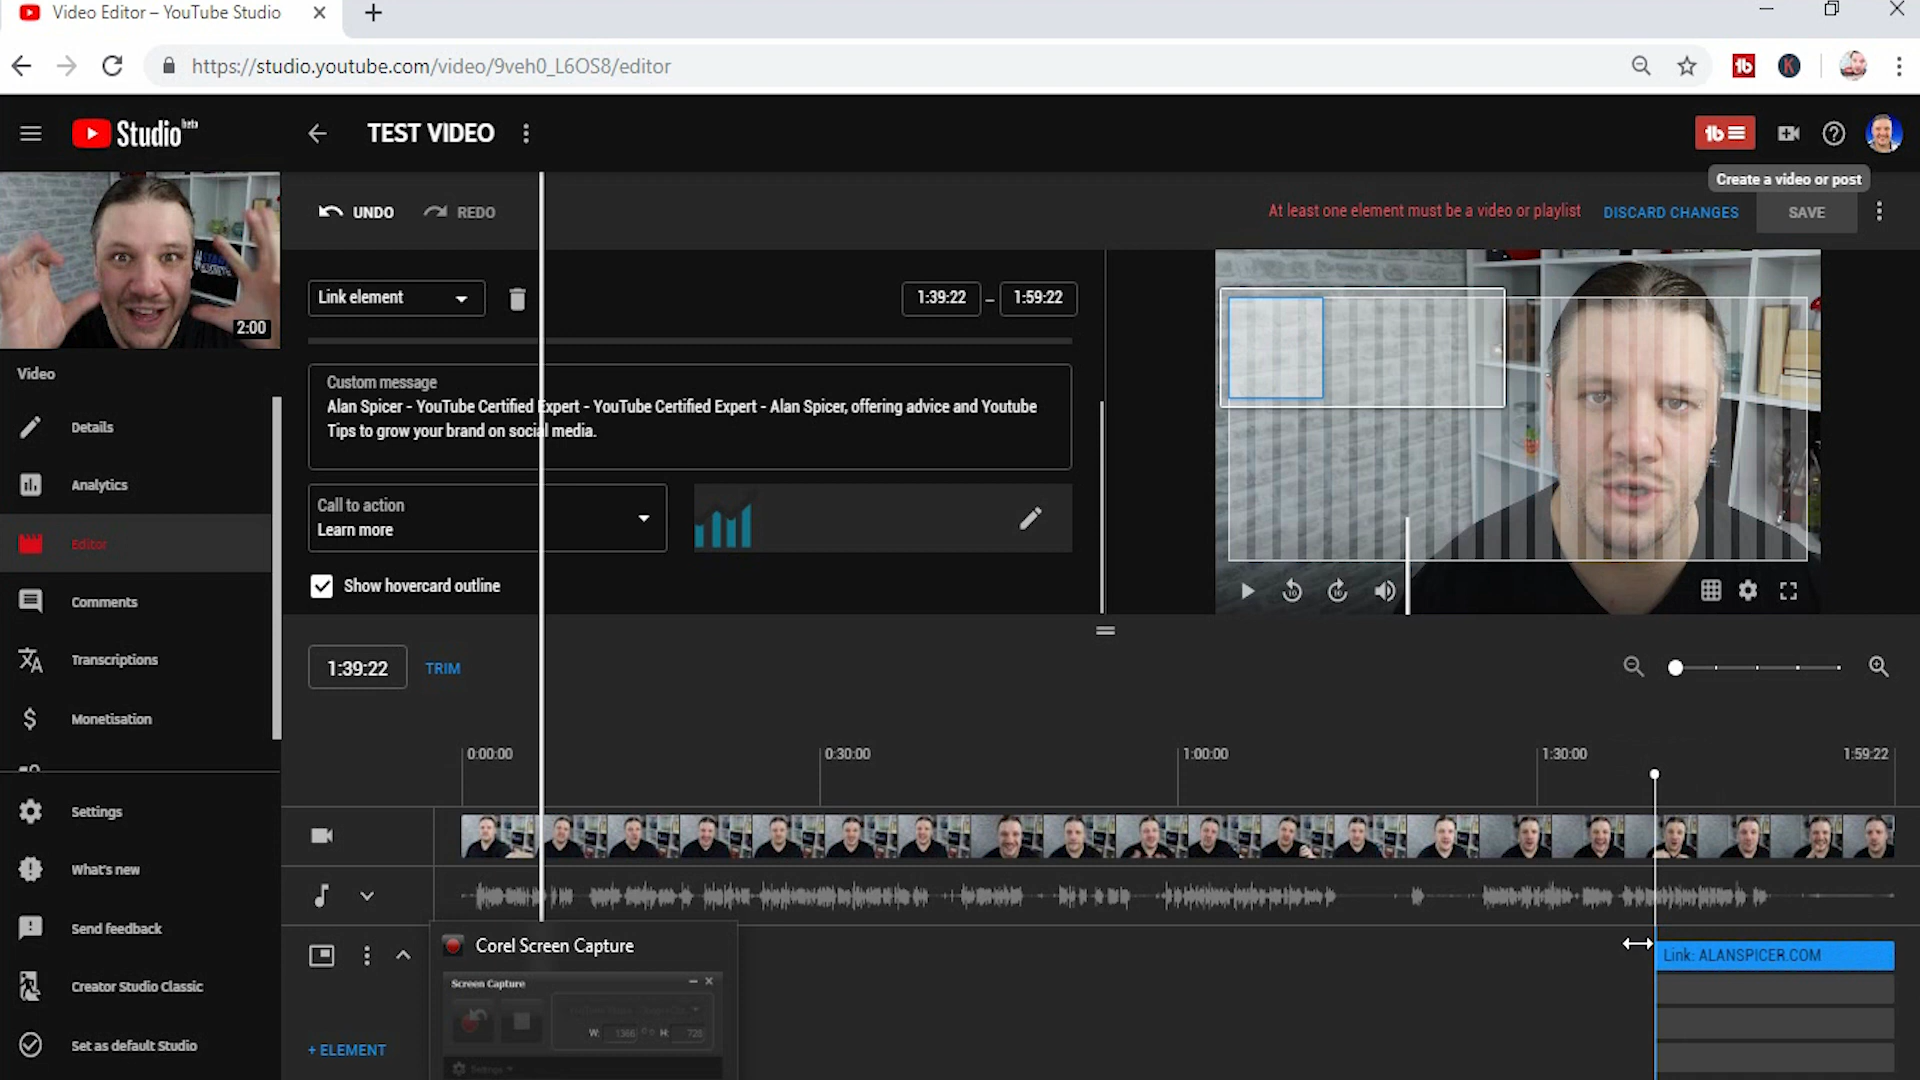 Video Editor – YouTube Studio
https://studio.youtube.com/video/9veh0_L6OS8/editor
Studio beta
TEST VIDEO
Create a video or post
UNDO
REDO
At least one element must be a video or playlist
DISCARD CHANGES
SAVE
2:00
Link element
1:39:22 – 1:59:22
Custom message
Alan Spicer - YouTube Certified Expert - YouTube Certified Expert - Alan Spicer, offering advice and Youtube
Tips to grow your brand on social media.
Call to action
Learn more
Show hovercard outline
10
10
Video
Details
Analytics
Editor
Comments
Transcriptions
Monetisation
Settings
What's new
Send feedback
Creator Studio Classic
Set as default Studio
1:39:22
TRIM
0:00:00
0:30:00
1:00:00
1:30:00
1:59:22
Link: ALANSPICER.COM
+ ELEMENT
Corel Screen Capture
Screen Capture
W: 1366 H: 728
Settings